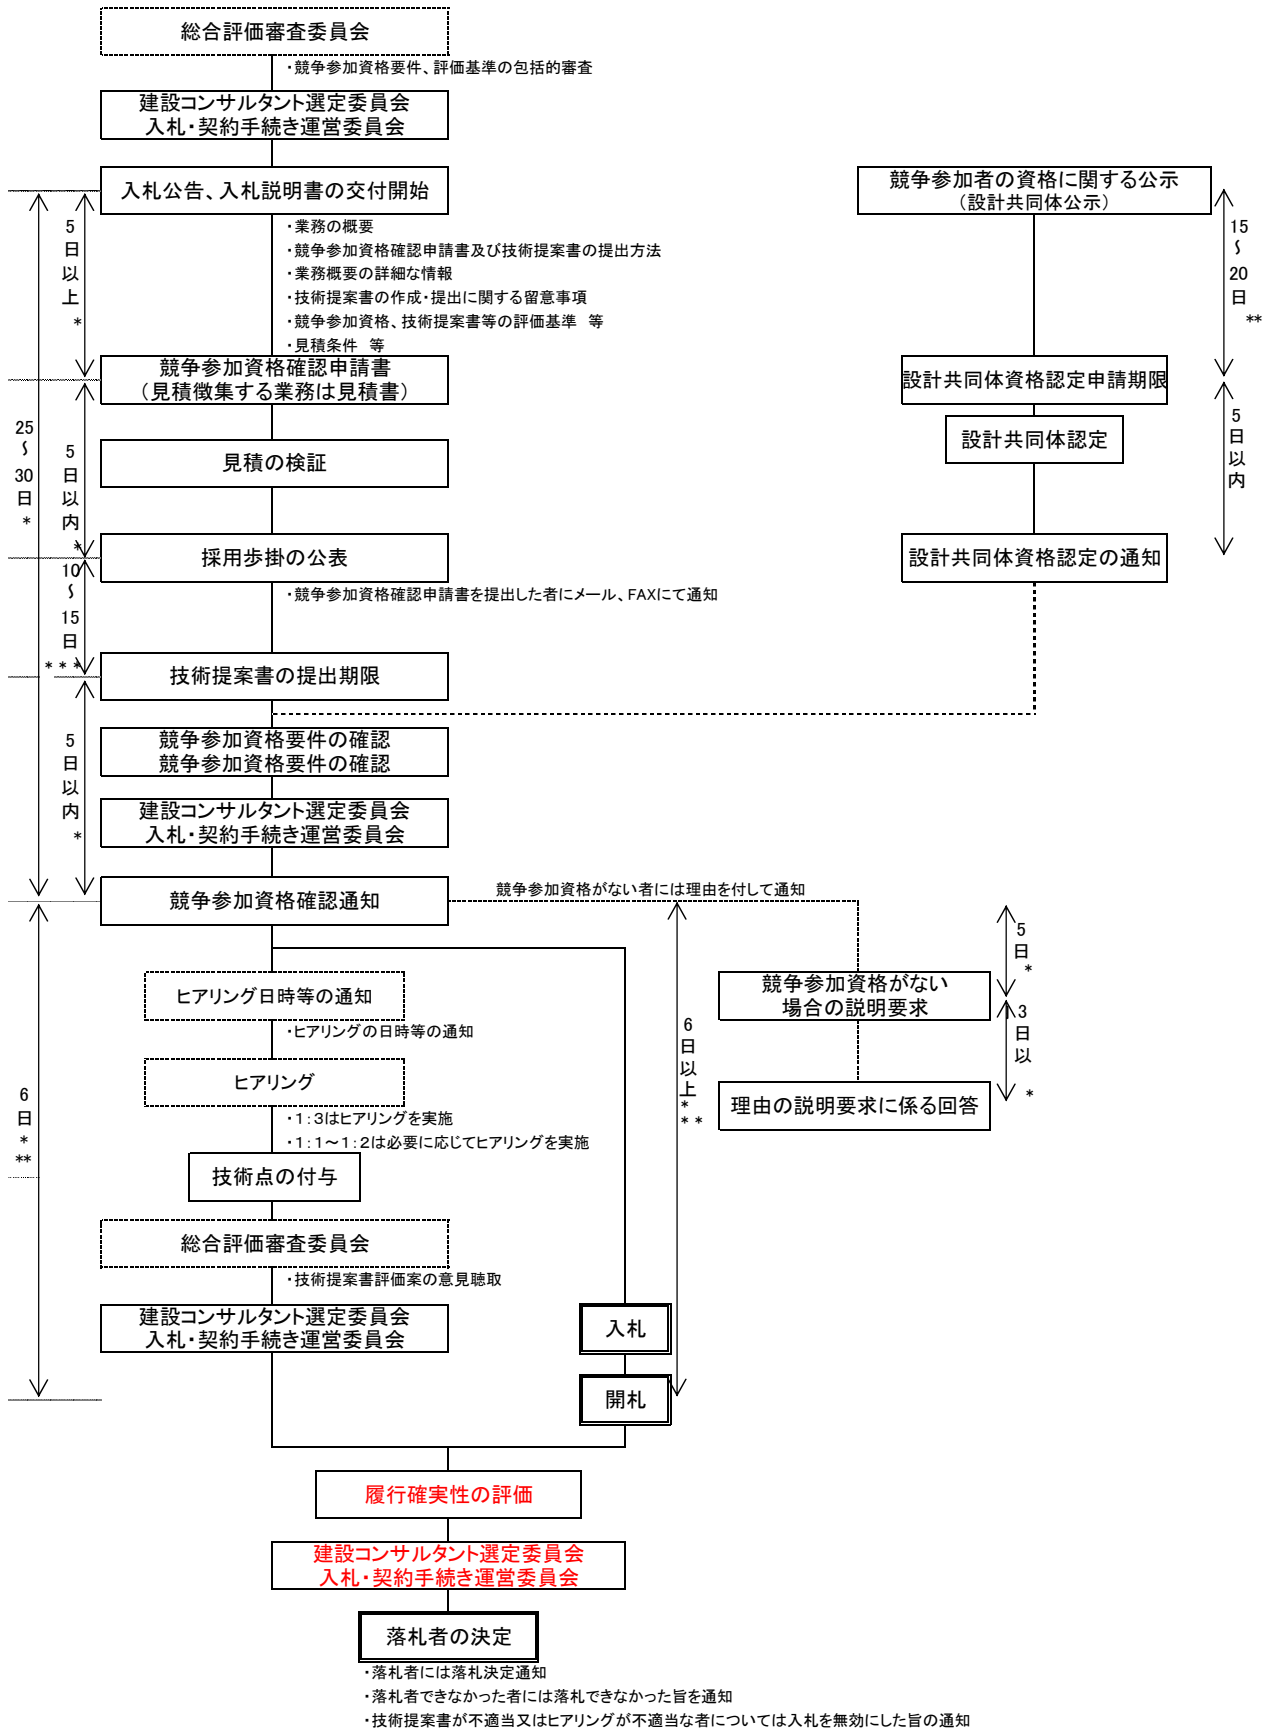 総合評価審査委員会
・競争参加資格要件、評価基準の包括的審査
建設コンサルタント選定委員会
入札・契約手続き運営委員会
入札公告、入札説明書の交付開始
・業務の概要
・競争参加資格確認申請書及び技術提案書の提出方法
・業務概要の詳細な情報
・技術提案書の作成・提出に関する留意事項
・競争参加資格、技術提案書等の評価基準　等
・見積条件　等
5日以上*
競争参加資格確認申請書
（見積徴集する業務は見積書）
25～30日*
5日以内*
見積の検証
採用歩掛の公表
・競争参加資格確認申請書を提出した者にメール、FAXにて通知
10～15日***
技術提案書の提出期限
競争参加者の資格に関する公示
（設計共同体公示）
15～20日**
設計共同体資格認定申請期限
設計共同体認定
5日以内
設計共同体資格認定の通知
5日以内*
競争参加資格要件の確認
競争参加資格要件の確認
建設コンサルタント選定委員会
入札・契約手続き運営委員会
競争参加資格確認通知
競争参加資格がない者には理由を付して通知
5日*
競争参加資格がない
場合の説明要求
3日以*
理由の説明要求に係る回答
6日***
ヒアリング日時等の通知
・ヒアリングの日時等の通知
ヒアリング
・1：3はヒアリングを実施
・1：1～1：2は必要に応じてヒアリングを実施
技術点の付与
総合評価審査委員会
・技術提案書評価案の意見聴取
建設コンサルタント選定委員会
入札・契約手続き運営委員会
6日以上***
入札
開札
履行確実性の評価
建設コンサルタント選定委員会
入札・契約手続き運営委員会
落札者の決定
・落札者には落札決定通知
・落札者できなかった者には落札できなかった旨を通知
・技術提案書が不適当又はヒアリングが不適当な者については入札を無効にした旨の通知